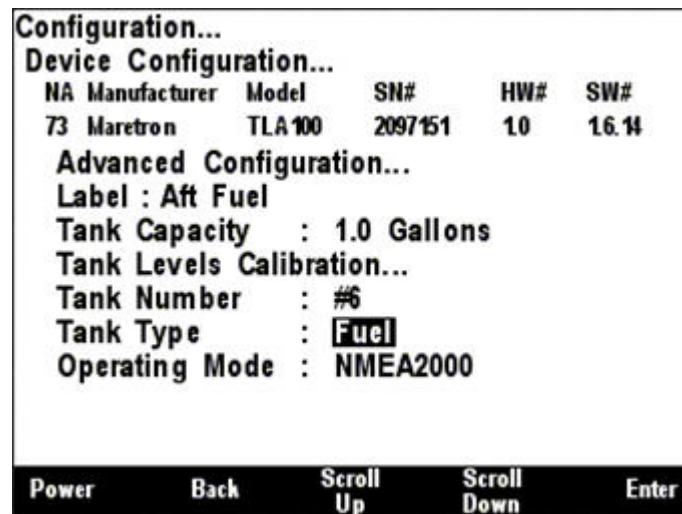 Configuration...
Device Configuration...
NA Manufacturer Model SN# HW# SW#
73 Maretron TLA100 2097151 1.0 1.6.14
Advanced Configuration...
Label : Aft Fuel
Tank Capacity : 1.0 Gallons
Tank Levels Calibration...
Tank Number : #6
Tank Type : Fuel
Operating Mode : NMEA2000
Power Back Scroll Up Scroll Down Enter